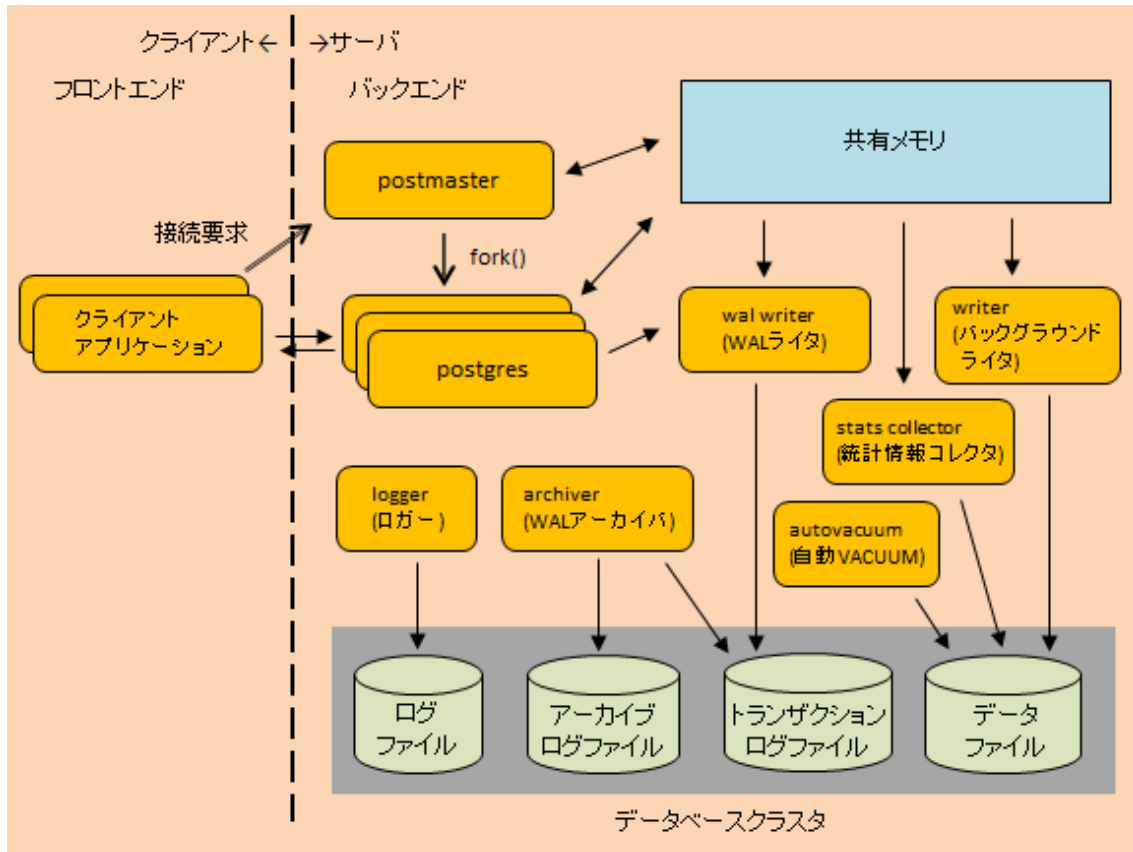 クライアント← →サーバ
フロントエンド
バックエンド
共有メモリ
postmaster
接続要求
fork()
クライアント
アプリケーション
postgres
wal writer
(WALライタ)
writer
(バックグラウンド
ライタ)
stats collector
(統計情報コレクタ)
logger
(ロガー)
archiver
(WALアーカイバ)
autovacuum
(自動VACUUM)
ログ
ファイル
アーカイブ
ログファイル
トランザクション
ログファイル
データ
ファイル
データベースクラスタ